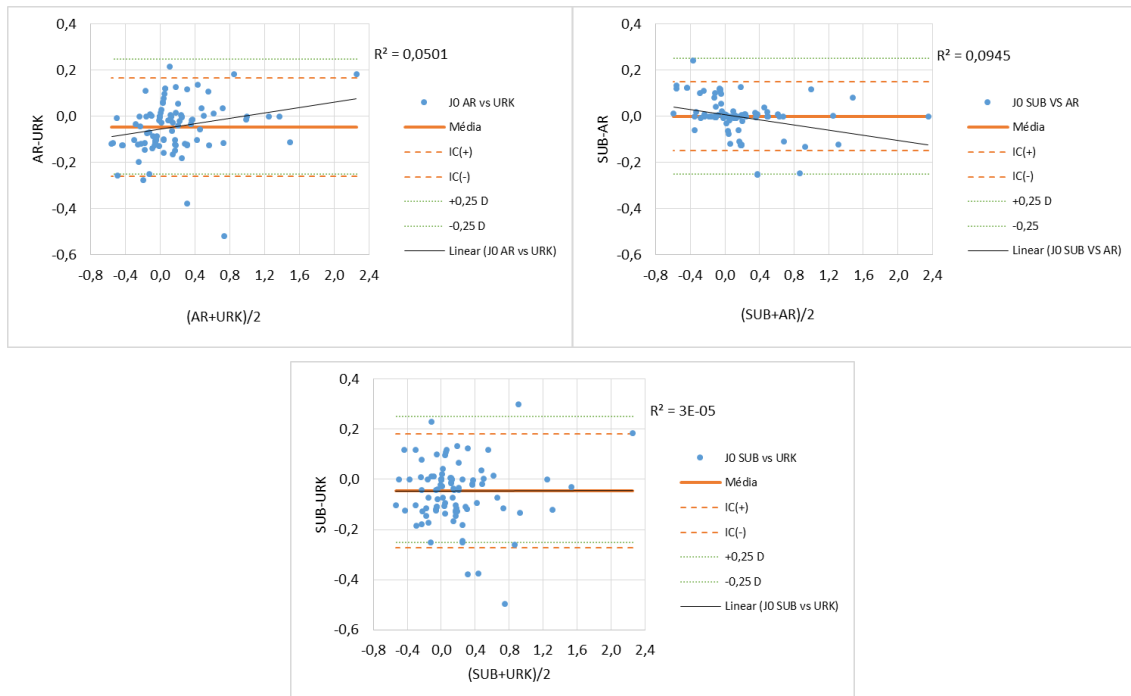 0,4
0,2
0,0
-0,2
-0,4
-0,6
-0,8 -0,4 0,0 0,4 0,8 1,2 1,6 2,0 2,4
AR-URK
(AR+URK)/2
R² = 0,0501
J0 AR vs URK
Média
IC(+)
IC(-)
+0,25 D
-0,25 D
Linear (J0 AR vs URK)
0,4
0,2
0,0
-0,2
-0,4
-0,6
-0,8 -0,4 0,0 0,4 0,8 1,2 1,6 2,0 2,4
SUB-AR
(SUB+AR)/2
R² = 0,0945
J0 SUB VS AR
Média
IC(+)
IC(-)
+0,25 D
-0,25
Linear (J0 SUB VS AR)
0,4
0,2
0,0
-0,2
-0,4
-0,6
-0,8 -0,4 0,0 0,4 0,8 1,2 1,6 2,0 2,4
SUB-URK
(SUB+URK)/2
R² = 3E-05
J0 SUB vs URK
Média
IC(+)
IC(-)
+0,25 D
-0,25 D
Linear (J0 SUB vs URK)